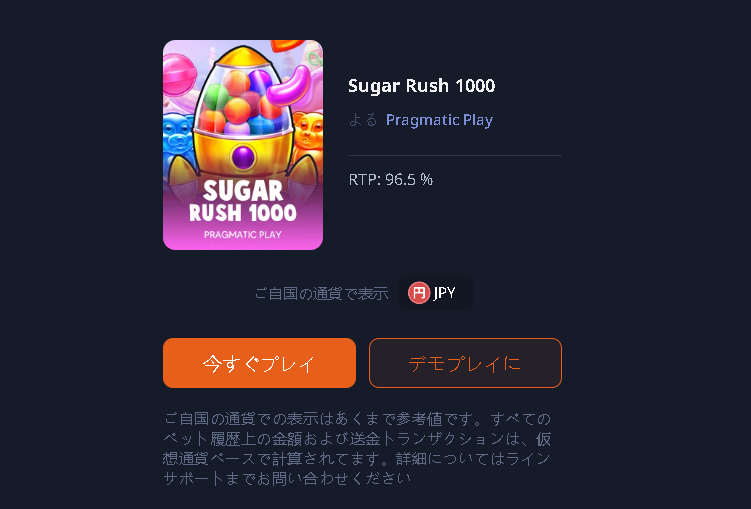 SUGAR
RUSH 1000
PRAGMATIC PLAY
Sugar Rush 1000
よる Pragmatic Play
RTP: 96.5 %
ご自国の通貨で表示 円 JPY
今すぐプレイ
デモプレイに
ご自国の通貨での表示はあくまで参考値です。すべての
ベット履歴上の金額および送金トランザクションは、仮
想通貨ベースで計算されてます。詳細についてはライン
サポートまでお問い合わせください